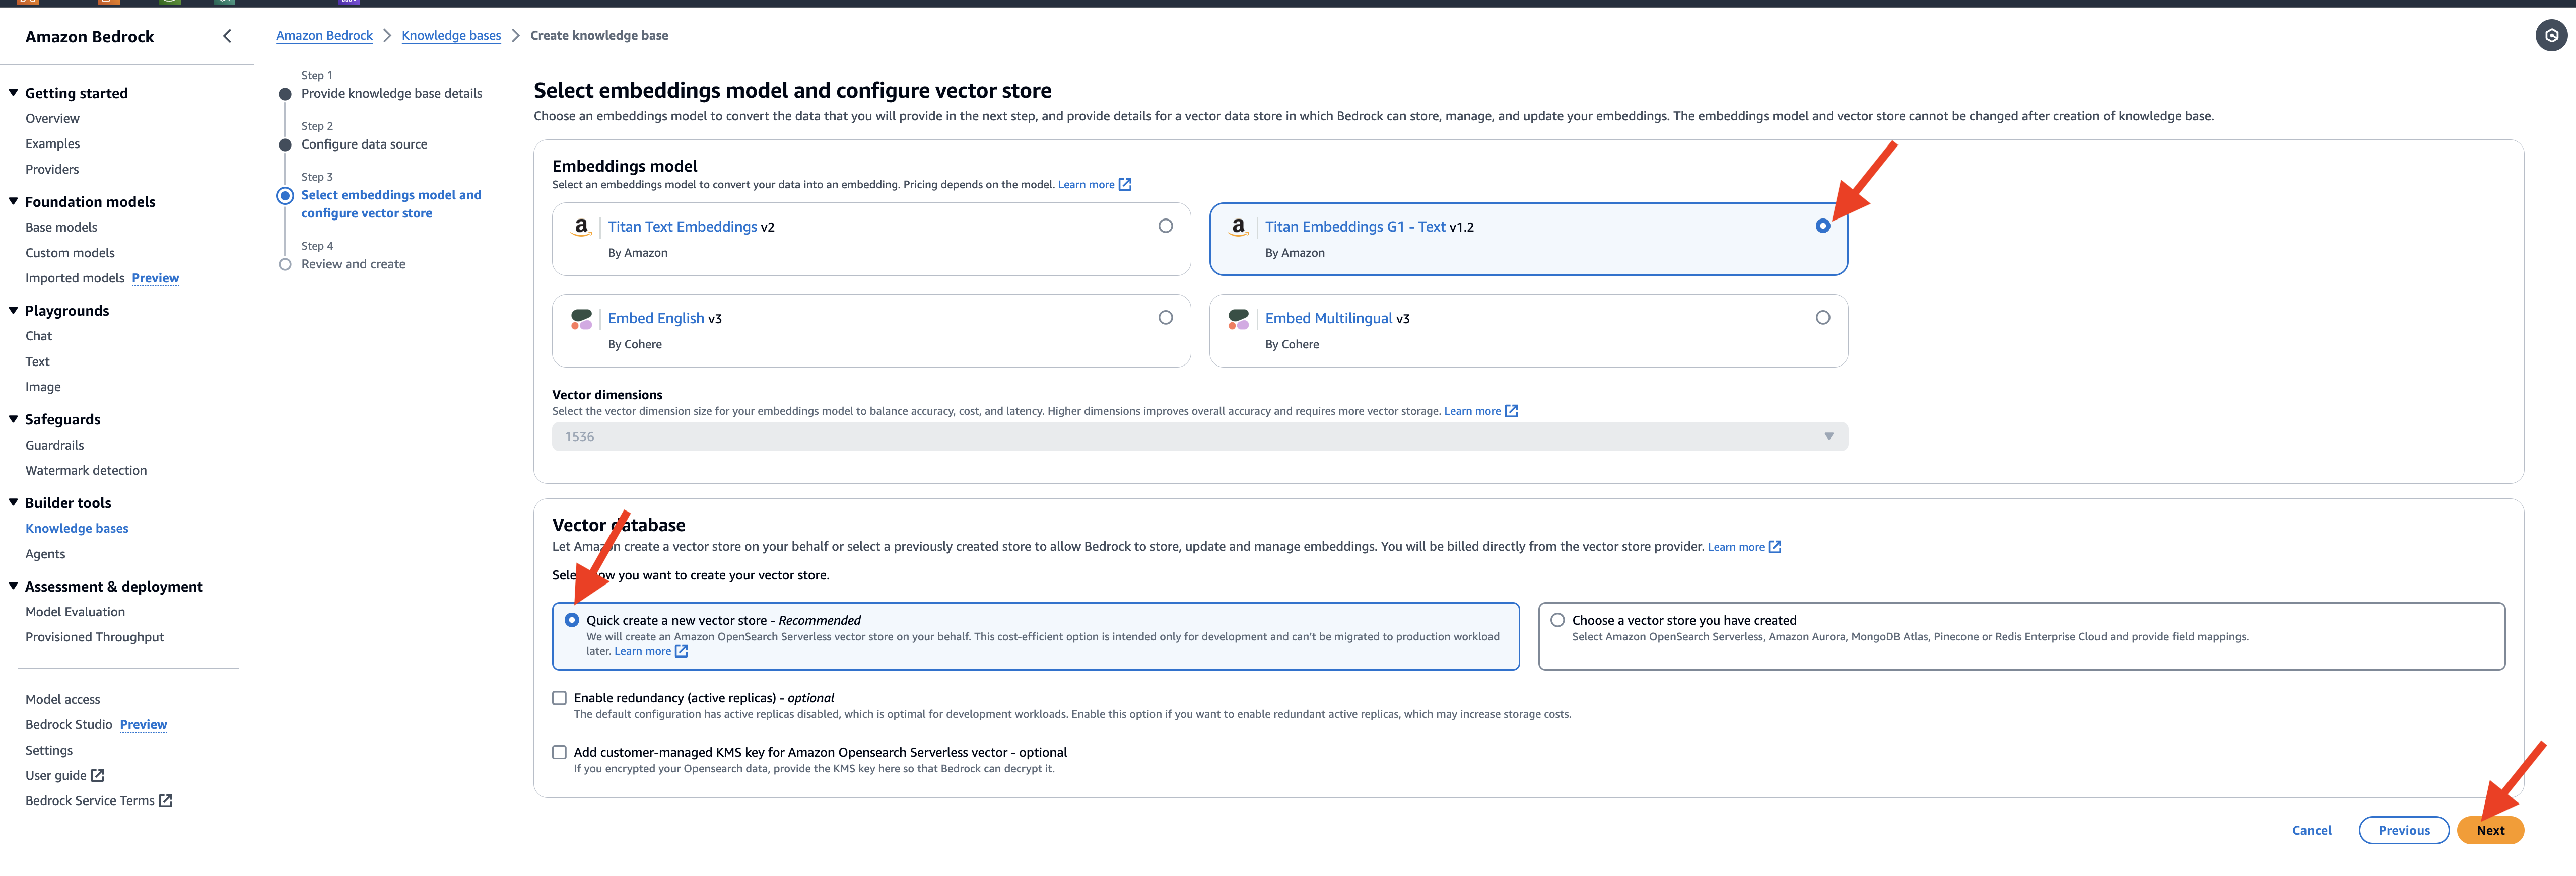 Amazon Bedrock
Getting started
Overview
Examples
Providers
Foundation models
Base models
Custom models
Imported models Preview
Playgrounds
Chat
Text
Image
Safeguards
Guardrails
Watermark detection
Builder tools
Knowledge bases
Agents
Assessment & deployment
Model Evaluation
Provisioned Throughput
Model access
Bedrock Studio Preview
Settings
User guide
Bedrock Service Terms
Amazon Bedrock Knowledge bases Create knowledge base
Step 1
Provide knowledge base details
Step 2
Configure data source
Step 3
Select embeddings model and
configure vector store
Step 4
Review and create
Select embeddings model and configure vector store
Choose an embeddings model to convert the data that you will provide in the next step, and provide details for a vector data store in which Bedrock can store, manage, and update your embeddings. The embeddings model and vector store cannot be changed after creation of knowledge base.
Embeddings model
Select an embeddings model to convert your data into an embedding. Pricing depends on the model. Learn more
Titan Text Embeddings v2
By Amazon
Titan Embeddings G1 - Text v1.2
By Amazon
Embed English v3
By Cohere
Embed Multilingual v3
By Cohere
Vector dimensions
Select the vector dimension size for your embeddings model to balance accuracy, cost, and latency. Higher dimensions improves overall accuracy and requires more vector storage. Learn more
1536
Vector database
Let Amazon create a vector store on your behalf or select a previously created store to allow Bedrock to store, update and manage embeddings. You will be billed directly from the vector store provider. Learn more
Select how you want to create your vector store.
Quick create a new vector store - Recommended
We will create an Amazon OpenSearch Serverless vector store on your behalf. This cost-efficient option is intended only for development and can't be migrated to production workload
later. Learn more
Choose a vector store you have created
Select Amazon OpenSearch Serverless, Amazon Aurora, MongoDB Atlas, Pinecone or Redis Enterprise Cloud and provide field mappings.
Enable redundancy (active replicas) - optional
The default configuration has active replicas disabled, which is optimal for development workloads. Enable this option if you want to enable redundant active replicas, which may increase storage costs.
Add customer-managed KMS key for Amazon Opensearch Serverless vector - optional
If you encrypted your Opensearch data, provide the KMS key here so that Bedrock can decrypt it.
Cancel
Previous
Next